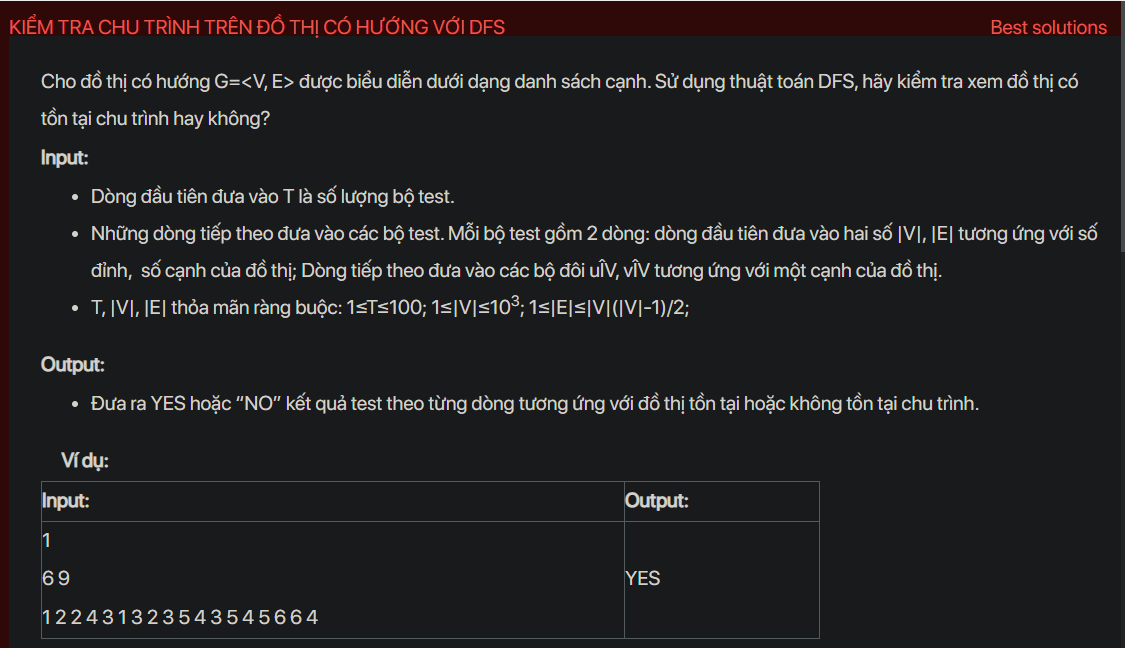 KIỂM TRA CHU TRÌNH TRÊN ĐỒ THỊ CÓ HƯỚNG VỚI DFS
Best solutions
Cho đồ thị có hướng G=<V, E> được biểu diễn dưới dạng danh sách cạnh. Sử dụng thuật toán DFS, hãy kiểm tra xem đồ thị có
tồn tại chu trình hay không?
Input:
• Dòng đầu tiên đưa vào T là số lượng bộ test.
• Những dòng tiếp theo đưa vào các bộ test. Mỗi bộ test gồm 2 dòng: dòng đầu tiên đưa vào hai số |V|, |E| tương ứng với số
đỉnh, số cạnh của đồ thị; Dòng tiếp theo đưa vào các bộ đôi uÎV, vÎV tương ứng với một cạnh của đồ thị.
• T, |V|, |E| thỏa mãn ràng buộc: 1≤T≤100; 1≤|V|≤10³; 1≤|E|≤|V|(|V|-1)/2;
Output:
• Đưa ra YES hoặc “NO” kết quả test theo từng dòng tương ứng với đồ thị tồn tại hoặc không tồn tại chu trình.
Ví dụ:
Input:
Output:
1
6 9
YES
1 2 2 4 3 1 3 2 3 5 4 3 5 4 5 6 6 4